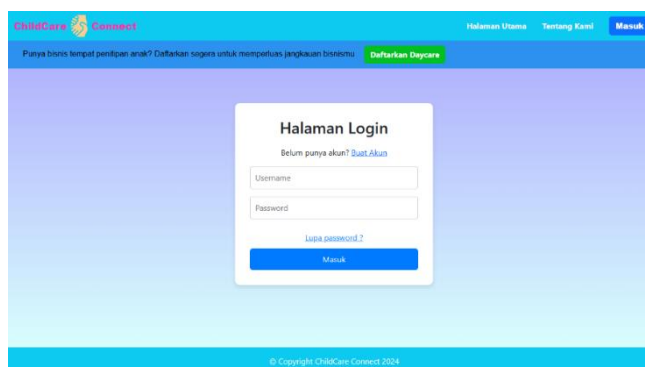 ChildCare Connect
Halaman Utama Tentang Kami Masuk
Punya bisnis tempat penitipan anak? Daftarkan segera untuk memperluas jangkauan bisnismu Daftarkan Daycare
Halaman Login
Belum punya akun? Buat Akun
Username
Password
Lupa password ?
Masuk
© Copyright ChildCare Connect 2024